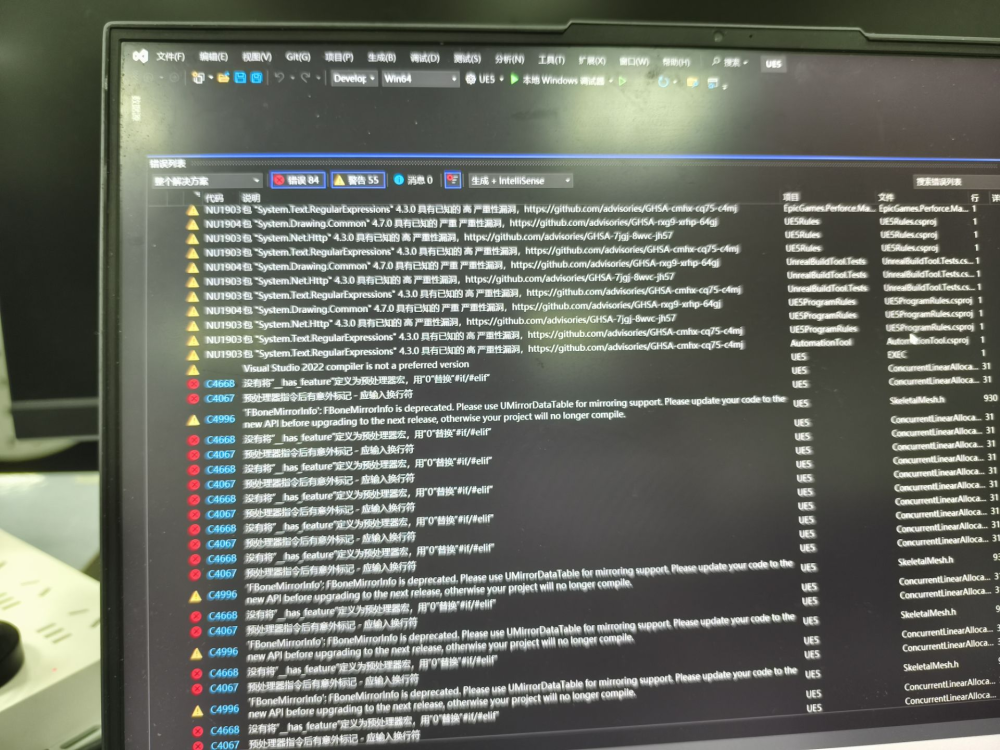 文件(F) 编辑(E) 视图(V) Git(G) 项目(P) 生成(B) 调试(D) 测试(S) 分析(N) 工具(T) 扩展(X) 窗口(W) 帮助(H) 搜索 UE5
Develop Win64 UE5 本地 Windows 调试器
错误列表
整个解决方案 错误 84 警告 55 消息 0 生成 + IntelliSense 搜索错误列表
代码 说明 项目 文件 行
NU1903 包 "System.Text.RegularExpressions" 4.3.0 具有已知的 高 严重性漏洞, https://github.com/advisories/GHSA-cmhx-cq75-c4mj EpicGames.Perforce.Ma... EpicGames.Perforce.Ma... 1
NU1904 包 "System.Drawing.Common" 4.7.0 具有已知的 严重 严重性漏洞, https://github.com/advisories/GHSA-rxg9-xrhp-64gj UE5Rules UE5Rules.csproj 1
NU1903 包 "System.Net.Http" 4.3.0 具有已知的 高 严重性漏洞, https://github.com/advisories/GHSA-7jgj-8wvc-jh57 UE5Rules UE5Rules.csproj 1
NU1903 包 "System.Text.RegularExpressions" 4.3.0 具有已知的 高 严重性漏洞, https://github.com/advisories/GHSA-cmhx-cq75-c4mj UE5Rules UE5Rules.csproj 1
NU1904 包 "System.Drawing.Common" 4.7.0 具有已知的 严重 严重性漏洞, https://github.com/advisories/GHSA-rxg9-xrhp-64gj UnrealBuildTool.Tests UnrealBuildTool.Tests.cs... 1
NU1903 包 "System.Net.Http" 4.3.0 具有已知的 高 严重性漏洞, https://github.com/advisories/GHSA-7jgj-8wvc-jh57 UnrealBuildTool.Tests UnrealBuildTool.Tests.cs... 1
NU1903 包 "System.Text.RegularExpressions" 4.3.0 具有已知的 高 严重性漏洞, https://github.com/advisories/GHSA-cmhx-cq75-c4mj UnrealBuildTool.Tests UnrealBuildTool.Tests.cs... 1
NU1904 包 "System.Drawing.Common" 4.7.0 具有已知的 严重 严重性漏洞, https://github.com/advisories/GHSA-rxg9-xrhp-64gj UE5ProgramRules UE5ProgramRules.csproj 1
NU1903 包 "System.Net.Http" 4.3.0 具有已知的 高 严重性漏洞, https://github.com/advisories/GHSA-7jgj-8wvc-jh57 UE5ProgramRules UE5ProgramRules.csproj 1
NU1903 包 "System.Text.RegularExpressions" 4.3.0 具有已知的 高 严重性漏洞, https://github.com/advisories/GHSA-cmhx-cq75-c4mj UE5ProgramRules UE5ProgramRules.csproj 1
NU1903 包 "System.Text.RegularExpressions" 4.3.0 具有已知的 高 严重性漏洞, https://github.com/advisories/GHSA-cmhx-cq75-c4mj AutomationTool AutomationTool.csproj 1
Visual Studio 2022 compiler is not a preferred version UE5 EXEC 1
C4668 没有将"__has_feature"定义为预处理器宏，用"0"替换"#if/#elif" UE5 ConcurrentLinearAlloca... 31
C4067 预处理器指令后有意外标记 - 应输入换行符 UE5 ConcurrentLinearAlloca... 31
C4996 'FBoneMirrorInfo': FBoneMirrorInfo is deprecated. Please use UMirrorDataTable for mirroring support. Please update your code to the UE5 SkeletalMesh.h 930
new API before upgrading to the next release, otherwise your project will no longer compile.
C4668 没有将"__has_feature"定义为预处理器宏，用"0"替换"#if/#elif" UE5 ConcurrentLinearAlloca... 31
C4067 预处理器指令后有意外标记 - 应输入换行符 UE5 ConcurrentLinearAlloca... 31
C4668 没有将"__has_feature"定义为预处理器宏，用"0"替换"#if/#elif" UE5 ConcurrentLinearAlloca... 31
C4067 预处理器指令后有意外标记 - 应输入换行符 UE5 ConcurrentLinearAlloca... 31
C4668 没有将"__has_feature"定义为预处理器宏，用"0"替换"#if/#elif" UE5 ConcurrentLinearAlloca... 31
C4067 预处理器指令后有意外标记 - 应输入换行符 UE5 ConcurrentLinearAlloca... 31
C4668 没有将"__has_feature"定义为预处理器宏，用"0"替换"#if/#elif" UE5 ConcurrentLinearAlloca... 31
C4067 预处理器指令后有意外标记 - 应输入换行符 UE5 ConcurrentLinearAlloca... 31
C4668 没有将"__has_feature"定义为预处理器宏，用"0"替换"#if/#elif" UE5 ConcurrentLinearAlloca... 31
C4067 预处理器指令后有意外标记 - 应输入换行符 UE5 ConcurrentLinearAlloca... 31
C4996 'FBoneMirrorInfo': FBoneMirrorInfo is deprecated. Please use UMirrorDataTable for mirroring support. Please update your code to the UE5 SkeletalMesh.h
new API before upgrading to the next release, otherwise your project will no longer compile.
C4668 没有将"__has_feature"定义为预处理器宏，用"0"替换"#if/#elif" UE5 ConcurrentLinearAlloca...
C4067 预处理器指令后有意外标记 - 应输入换行符 UE5 ConcurrentLinearAlloca...
C4996 'FBoneMirrorInfo': FBoneMirrorInfo is deprecated. Please use UMirrorDataTable for mirroring support. Please update your code to the UE5 SkeletalMesh.h
new API before upgrading to the next release, otherwise your project will no longer compile.
C4668 没有将"__has_feature"定义为预处理器宏，用"0"替换"#if/#elif" UE5 ConcurrentLinearAlloca...
C4067 预处理器指令后有意外标记 - 应输入换行符 UE5 ConcurrentLinearAlloca...
C4996 'FBoneMirrorInfo': FBoneMirrorInfo is deprecated. Please use UMirrorDataTable for mirroring support. Please update your code to the UE5 SkeletalMesh.h
new API before upgrading to the next release, otherwise your project will no longer compile.
C4668 没有将"__has_feature"定义为预处理器宏，用"0"替换"#if/#elif" UE5 ConcurrentLinearAlloca...
C4067 预处理器指令后有意外标记 - 应输入换行符 UE5